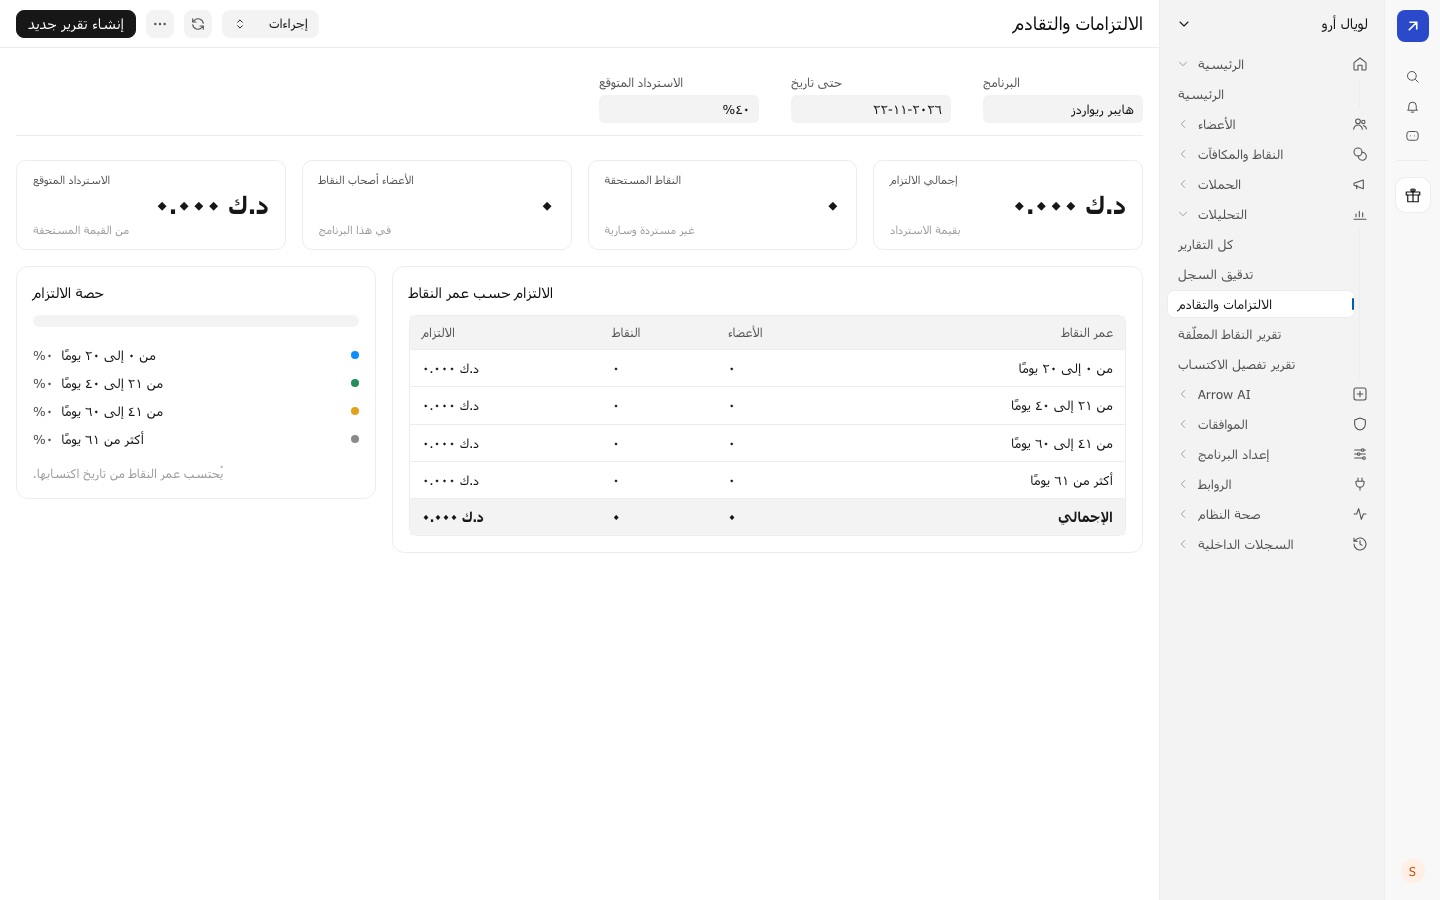 لويال أرو
الرئيسية
الرئيسية
الأعضاء
النقاط والمكافآت
الحملات
التحليلات
كل التقارير
تدقيق السجل
الالتزامات والتقادم
تقرير النقاط المعلّقة
تقرير تفصيل الاكتساب
Arrow AI
الموافقات
إعداد البرنامج
الروابط
صحة النظام
السجلات الداخلية
S
الالتزامات والتقادم
إجراءات
إنشاء تقرير جديد
البرنامج
حتى تاريخ
الاسترداد المتوقع
هايبر ريواردز
٢٠٢٦-١١-٢٢
%٤٠
إجمالي الالتزام
د.ك ٠.٠٠٠
بقيمة الاسترداد
النقاط المستحقة
٠
غير مستردة وسارية
الأعضاء أصحاب النقاط
٠
في هذا البرنامج
الاسترداد المتوقع
د.ك ٠.٠٠٠
من القيمة المستحقة
الالتزام حسب عمر النقاط
عمر النقاط الأعضاء النقاط الالتزام
من ٠ إلى ٢٠ يومًا ٠ ٠ د.ك ٠.٠٠٠
من ٢١ إلى ٤٠ يومًا ٠ ٠ د.ك ٠.٠٠٠
من ٤١ إلى ٦٠ يومًا ٠ ٠ د.ك ٠.٠٠٠
أكثر من ٦١ يومًا ٠ ٠ د.ك ٠.٠٠٠
الإجمالي ٠ ٠ د.ك ٠.٠٠٠
حصة الالتزام
من ٠ إلى ٢٠ يومًا ٠%
من ٢١ إلى ٤٠ يومًا ٠%
من ٤١ إلى ٦٠ يومًا ٠%
أكثر من ٦١ يومًا ٠%
يُحتسب عمر النقاط من تاريخ اكتسابها.